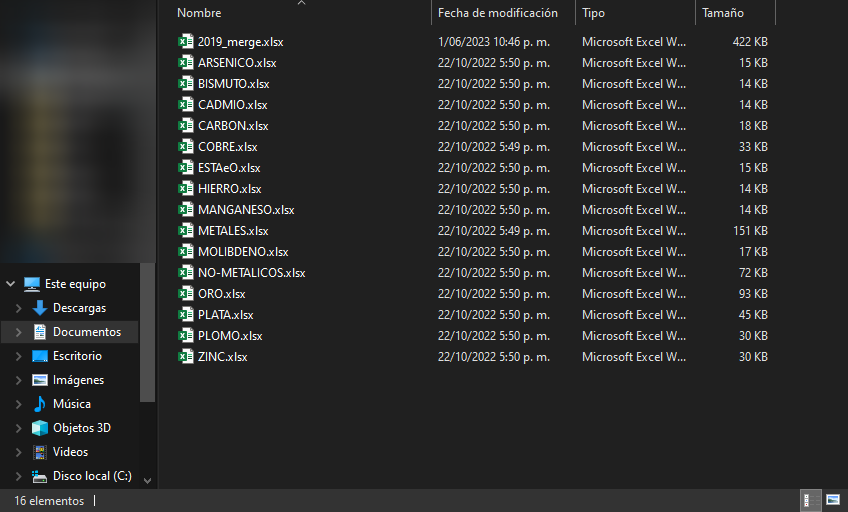 Nombre Fecha de modificación Tipo Tamaño
2019_merge.xlsx 1/06/2023 10:46 p. m. Microsoft Excel W... 422 KB
ARSENICO.xlsx 22/10/2022 5:50 p. m. Microsoft Excel W... 15 KB
BISMUTO.xlsx 22/10/2022 5:50 p. m. Microsoft Excel W... 14 KB
CADMIO.xlsx 22/10/2022 5:50 p. m. Microsoft Excel W... 14 KB
CARBON.xlsx 22/10/2022 5:50 p. m. Microsoft Excel W... 18 KB
COBRE.xlsx 22/10/2022 5:49 p. m. Microsoft Excel W... 33 KB
ESTAeO.xlsx 22/10/2022 5:50 p. m. Microsoft Excel W... 15 KB
HIERRO.xlsx 22/10/2022 5:50 p. m. Microsoft Excel W... 14 KB
MANGANESO.xlsx 22/10/2022 5:50 p. m. Microsoft Excel W... 14 KB
METALES.xlsx 22/10/2022 5:49 p. m. Microsoft Excel W... 151 KB
MOLIBDENO.xlsx 22/10/2022 5:50 p. m. Microsoft Excel W... 17 KB
NO-METALICOS.xlsx 22/10/2022 5:50 p. m. Microsoft Excel W... 72 KB
ORO.xlsx 22/10/2022 5:50 p. m. Microsoft Excel W... 93 KB
PLATA.xlsx 22/10/2022 5:50 p. m. Microsoft Excel W... 45 KB
PLOMO.xlsx 22/10/2022 5:50 p. m. Microsoft Excel W... 30 KB
ZINC.xlsx 22/10/2022 5:50 p. m. Microsoft Excel W... 30 KB
Este equipo
Descargas
Documentos
Escritorio
Imágenes
Música
Objetos 3D
Videos
Disco local (C:)
16 elementos